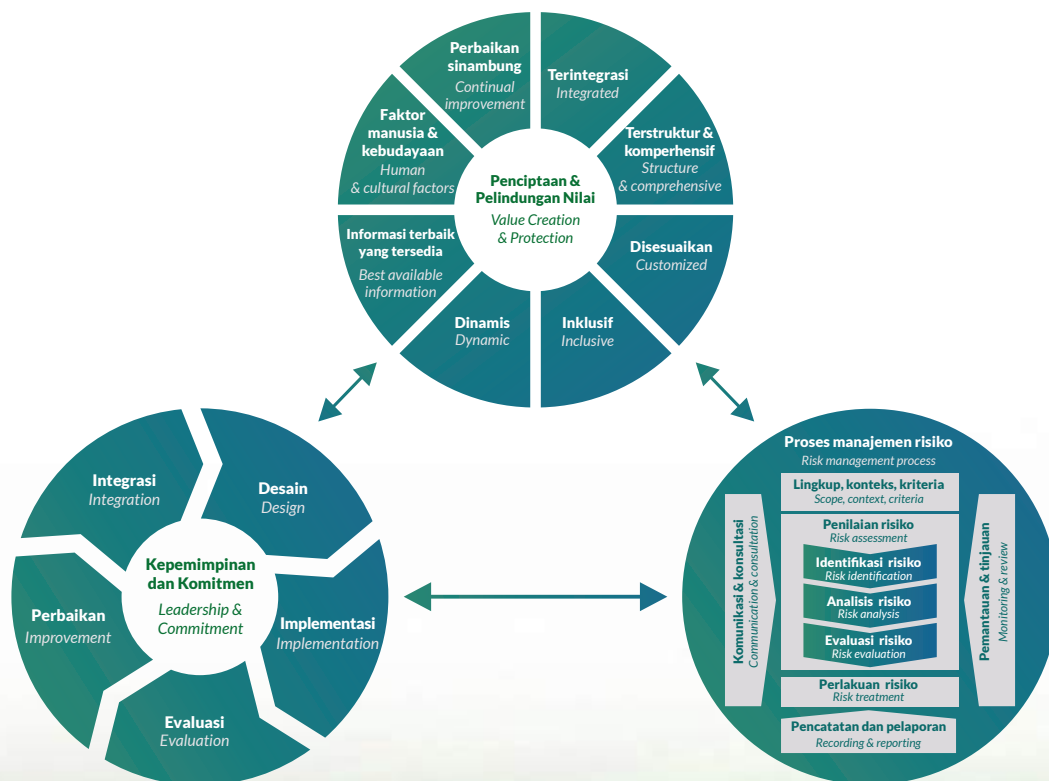 Perbaikan
sinambung
Continual
improvement
Terintegrasi
Integrated
Terstruktur &
komperhensif
Structure
& comprehensive
Disesuaikan
Customized
Inklusif
Inclusive
Dinamis
Dynamic
Informasi terbaik
yang tersedia
Best available
information
Faktor
manusia &
kebudayaan
Human
& cultural factors
Penciptaan &
Pelindungan Nilai
Value Creation
& Protection
Integrasi
Integration
Desain
Design
Implementasi
Implementation
Evaluasi
Evaluation
Perbaikan
Improvement
Kepemimpinan
dan Komitmen
Leadership &
Commitment
Proses manajemen risiko
Risk management process
Lingkup, konteks, kriteria
Scope, context, criteria
Komunikasi & konsultasi
Communication & consultation
Penilaian risiko
Risk assessment
Identifikasi risiko
Risk identification
Analisis risiko
Risk analysis
Evaluasi risiko
Risk evaluation
Pemantauan & tinjauan
Monitoring & review
Perlakuan risiko
Risk treatment
Pencatatan dan pelaporan
Recording & reporting